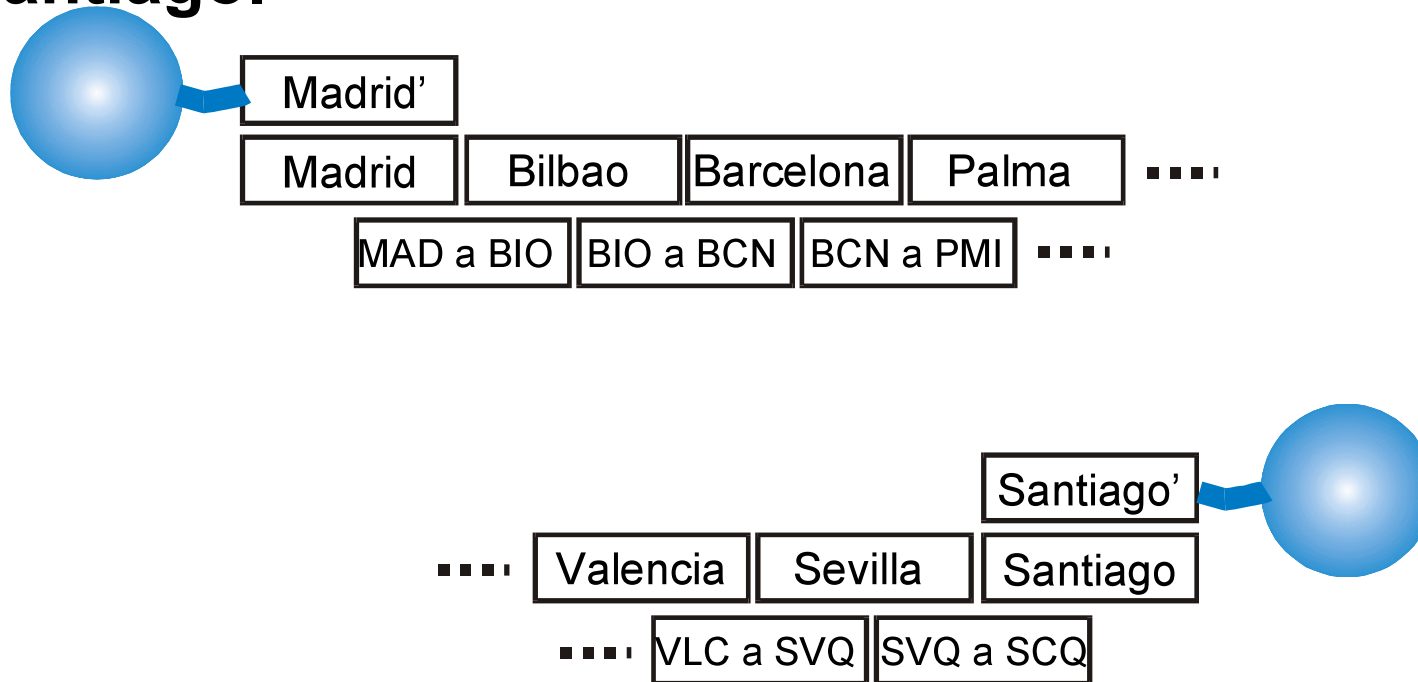 Madrid’
Madrid Bilbao Barcelona Palma
MAD a BIO BIO a BCN BCN a PMI
Santiago’
Valencia Sevilla Santiago
VLC a SVQ SVQ a SCQ